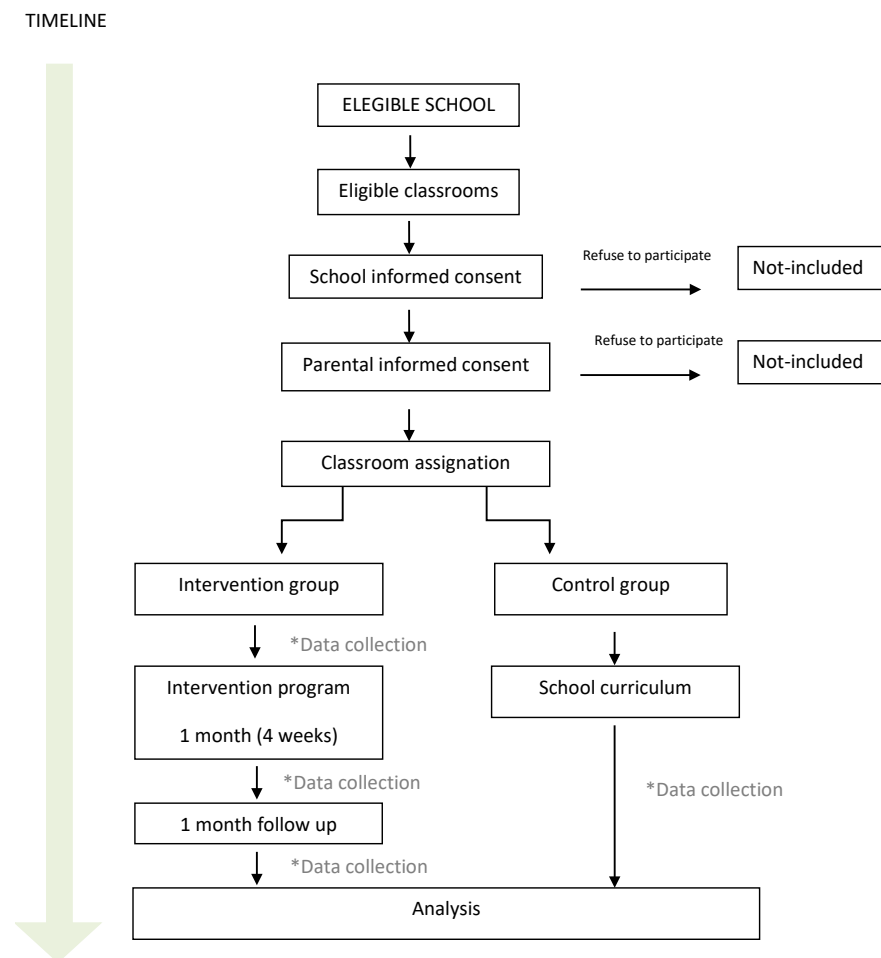 TIMELINE
ELEGIBLE SCHOOL
Eligible classrooms
School informed consent
Refuse to participate
Not-included
Parental informed consent
Refuse to participate
Not-included
Classroom assignation
Intervention group
Control group
*Data collection
Intervention program
1 month (4 weeks)
School curriculum
*Data collection
*Data collection
1 month follow up
*Data collection
Analysis